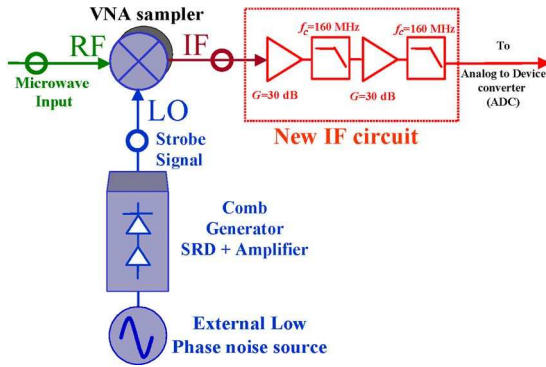 VNA sampler
RF
IF
Microwave
Input
LO
Strobe
Signal
fc=160 MHz
fc=160 MHz
G=30 dB
G=30 dB
New IF circuit
To
Analog to Device
converter
(ADC)
Comb
Generator
SRD + Amplifier
External Low
Phase noise source